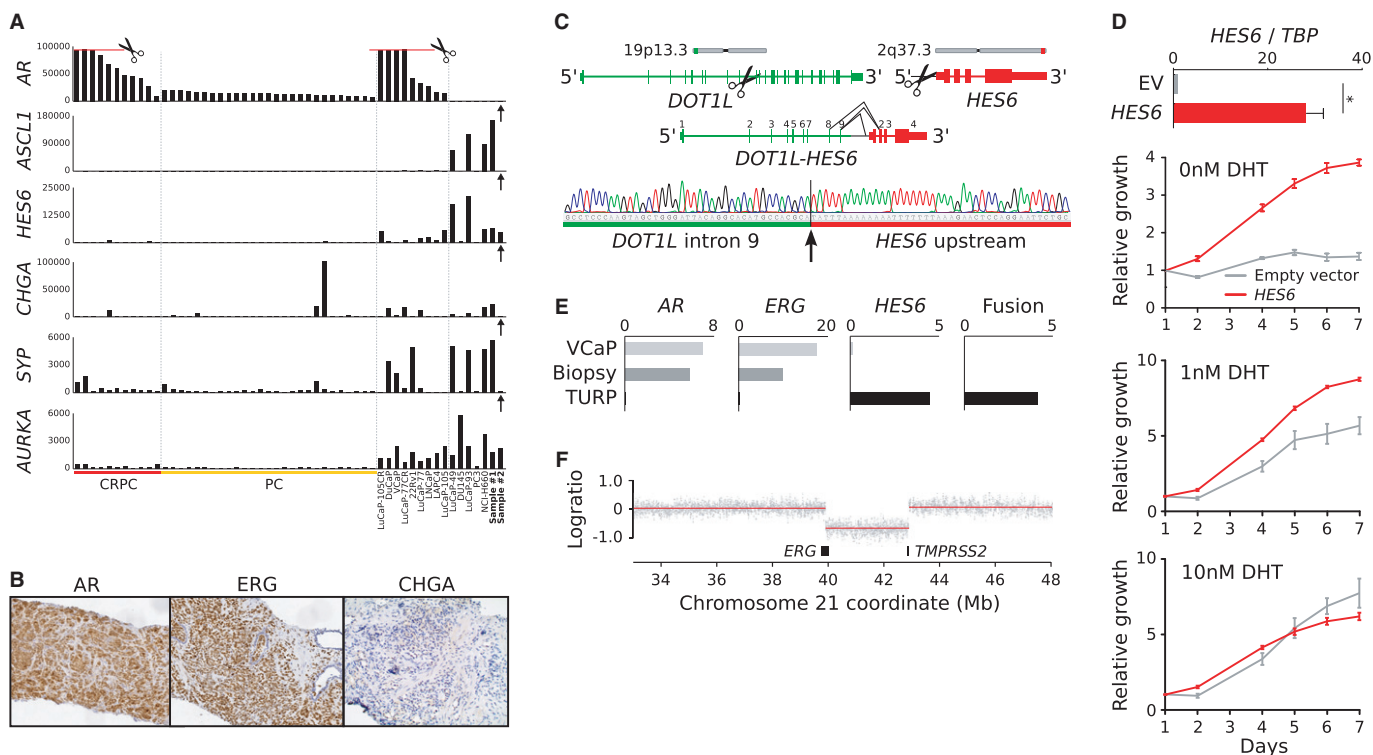 A
AR
100000
50000
0
ASCL1
180000
90000
0
HES6
25000
12500
0
CHGA
100000
50000
0
SYP
6000
3000
0
AURKA
6000
3000
0
CRPC
PC
LuCaP-105CR
DuCaP
VCaP
LuCaP-77CR
22Rv1
LuCaP-77
LNCaP
LAPC4
LuCaP-105
LuCaP-49
DU145
LuCaP-93
PC3
NCI-H660
Sample #1
Sample #2
B
AR
ERG
CHGA
C
19p13.3
2q37.3
5'
3'
5'
3'
DOT1L
HES6
1 2 3 4 5 6 7 8 9 2 3 4
5'
3'
DOT1L-HES6
DOT1L intron 9
HES6 upstream
D
HES6 / TBP
0 20 40
EV
HES6
*
0nM DHT
Relative growth
4
3
2
1
0
Empty vector
HES6
1 2 3 4 5 6 7
1nM DHT
Relative growth
10
5
0
1 2 3 4 5 6 7
10nM DHT
Relative growth
10
5
0
1 2 3 4 5 6 7
Days
E
AR
ERG
HES6
Fusion
0 8
0 20
0 5
0 5
VCaP
Biopsy
TURP
F
Logratio
1.0
0
-1.0
ERG
TMPRSS2
34 36 38 40 42 44 46 48
Chromosome 21 coordinate (Mb)